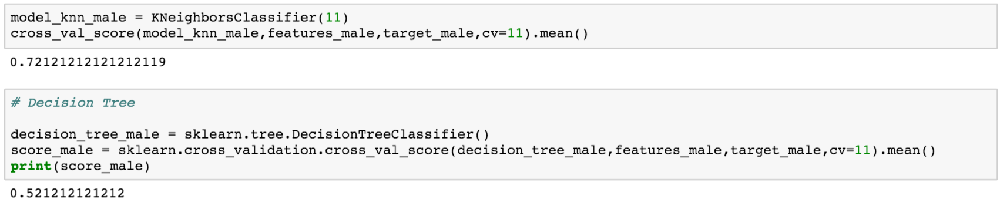 model_knn_male = KNeighborsClassifier(11)
cross_val_score(model_knn_male,features_male,target_male,cv=11).mean()
0.72121212121212119
# Decision Tree
decision_tree_male = sklearn.tree.DecisionTreeClassifier()
score_male = sklearn.cross_validation.cross_val_score(decision_tree_male,features_male,target_male,cv=11).mean()
print(score_male)
0.521212121212